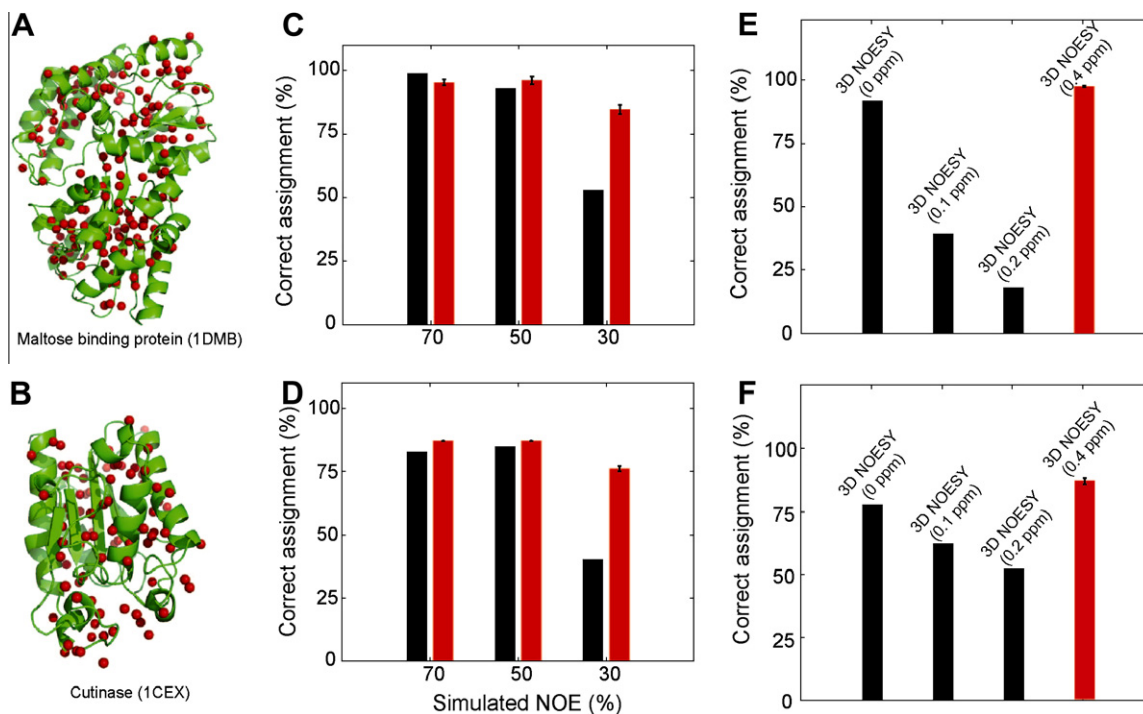 A
Maltose binding protein (1DMB)
B
Cutinase (1CEX)
C
Correct assignment (%)
100
75
50
25
0
70
50
30
D
Correct assignment (%)
100
75
50
25
0
70
50
30
Simulated NOE (%)
E
Correct assignment (%)
100
75
50
25
0
3D NOESY
(0 ppm)
3D NOESY
(0.1 ppm)
3D NOESY
(0.2 ppm)
3D NOESY
(0.4 ppm)
F
Correct assignment (%)
100
75
50
25
0
3D NOESY
(0 ppm)
3D NOESY
(0.1 ppm)
3D NOESY
(0.2 ppm)
3D NOESY
(0.4 ppm)